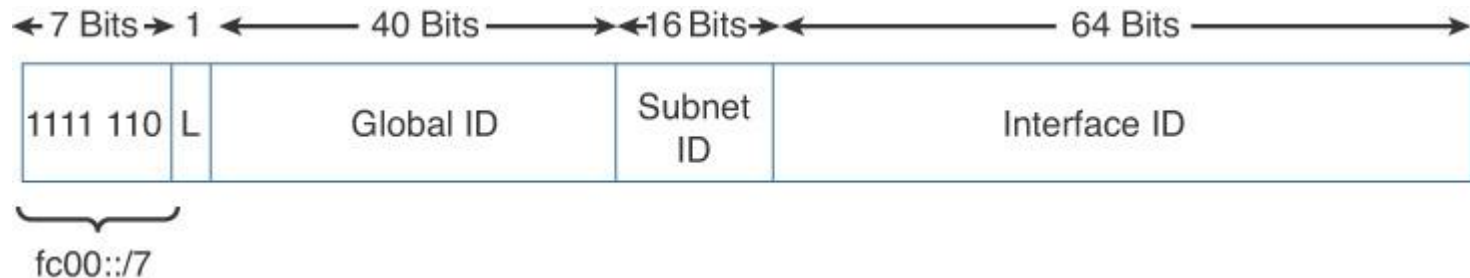 7 Bits 1 40 Bits 16 Bits 64 Bits
1111 110 L Global ID Subnet ID Interface ID
fc00::/7